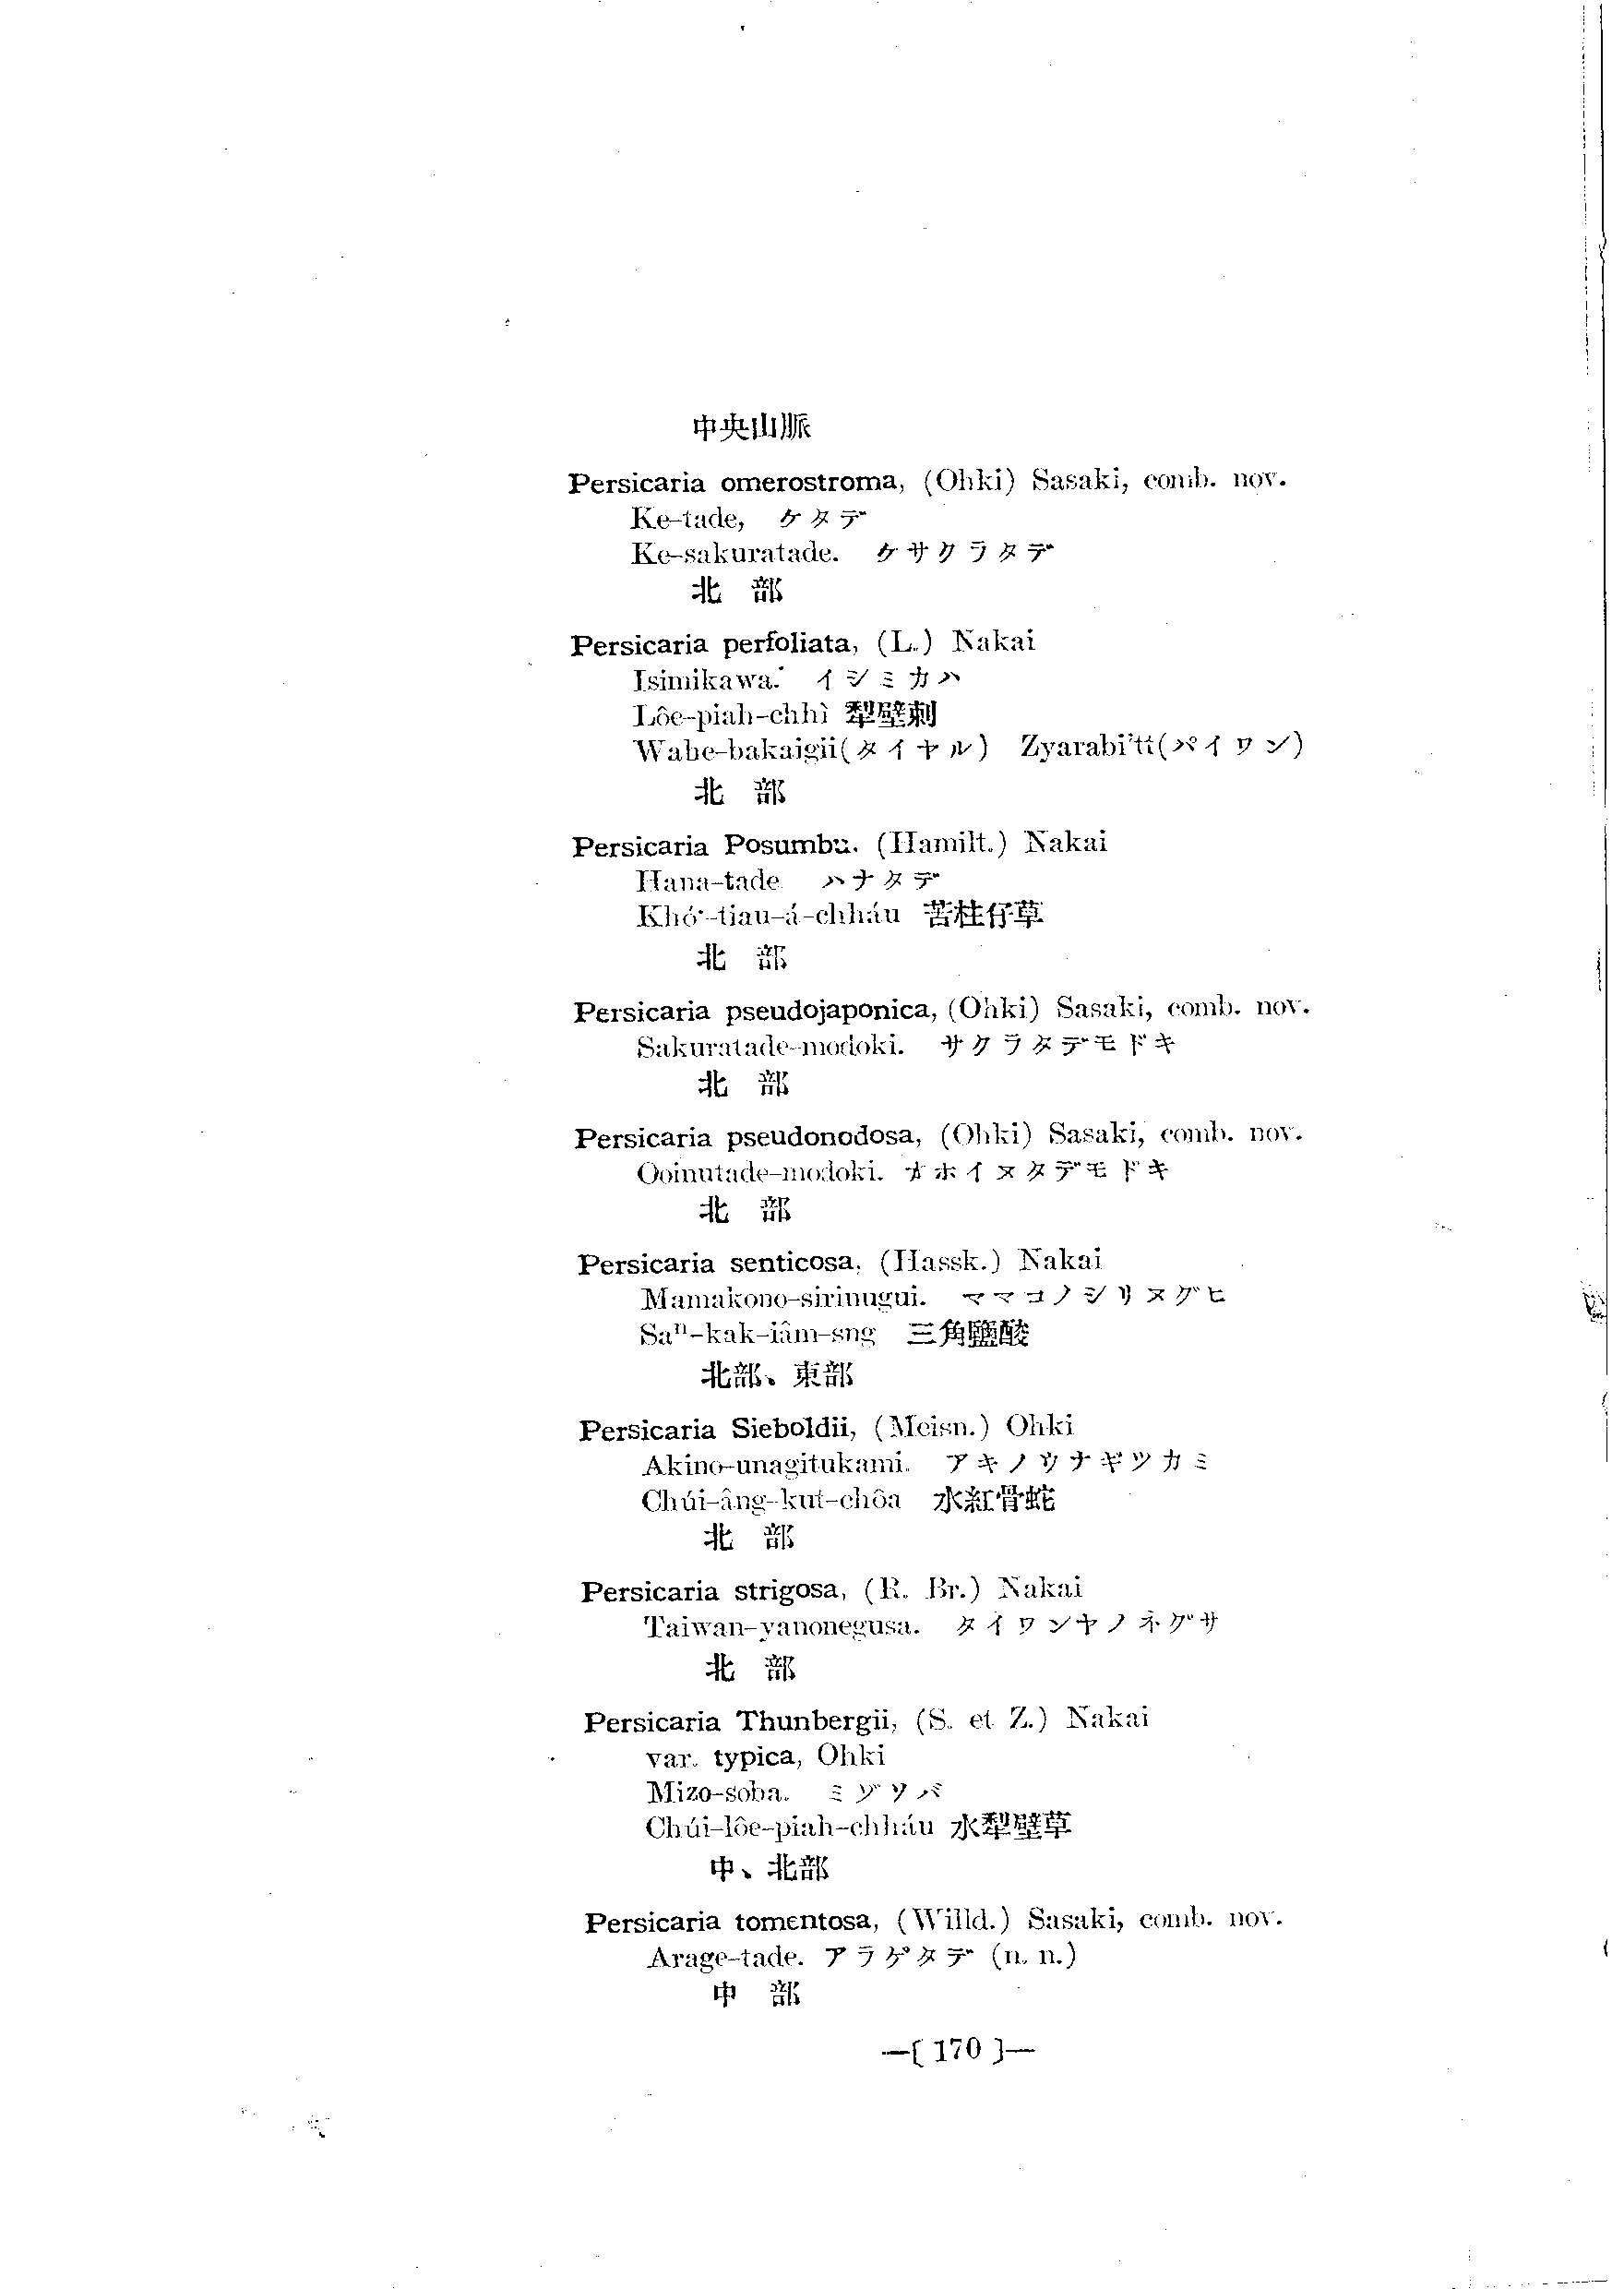 中央山脈
Persicaria omerostroma, (Ohki) Sasaki, comb. nov.
Ke-tade, ケタデ
Ke-sakuratade. ケサクラタデ
北部
Persicaria perfoliata, (L.) Nakai
Isimikawa. イシミカハ
Lôe-piah-chhì 犂壁刺
Wabe-bakaigii(タイヤル) Zyarabi'ti(パイワン)
北部
Persicaria Posumbu. (Hamilt.) Nakai
Hana-tade ハナタデ
Khó·-tiau-á-chháu 苦柱仔草
北部
Persicaria pseudojaponica, (Ohki) Sasaki, comb. nov.
Sakuratade-modoki. サクラタデモドキ
北部
Persicaria pseudonodosa, (Ohki) Sasaki, comb. nov.
Ooinutade-modoki. オホイヌタデモドキ
北部
Persicaria senticosa, (Hassk.) Nakai
Mamakono-sirinugui. ママコノシリヌグヒ
Saⁿ-kak-iâm-sng 三角鹽酸
北部、東部
Persicaria Sieboldii, (Meisn.) Ohki
Akino-unagitukami. アキノウナギツカミ
Chúi-âng-kut-chôa 水紅骨蛇
北部
Persicaria strigosa, (R. Br.) Nakai
Taiwan-yanonegusa. タイワンヤノネグサ
北部
Persicaria Thunbergii, (S. et Z.) Nakai
var. typica, Ohki
Mizo-soba. ミゾソバ
Chúi-lôe-piah-chháu 水犂壁草
中、北部
Persicaria tomentosa, (Willd.) Sasaki, comb. nov.
Arage-tade. アラゲタデ (n. n.)
中部
—[ 170 ]—